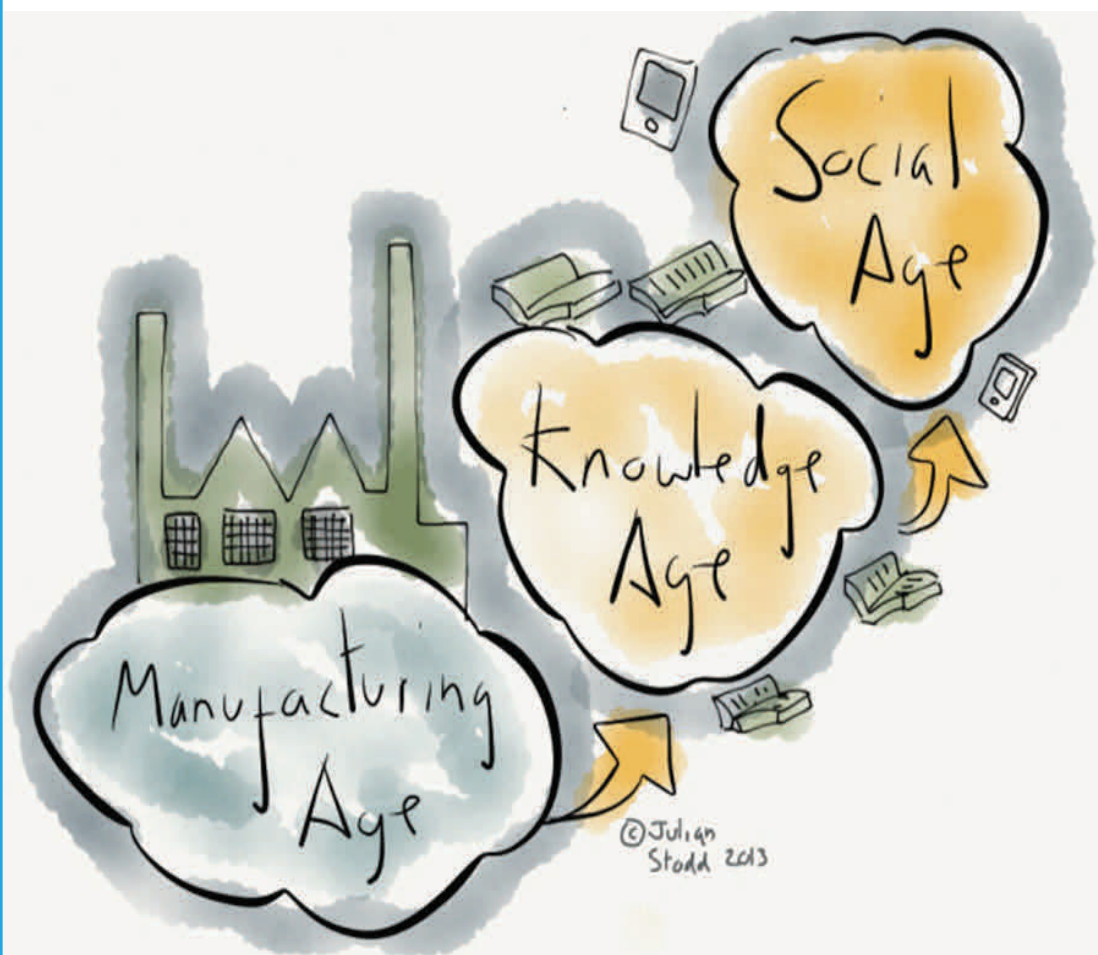 Social
Age
Knowledge
Age
Manufacturing
Age
© Julian
Stodd 2013